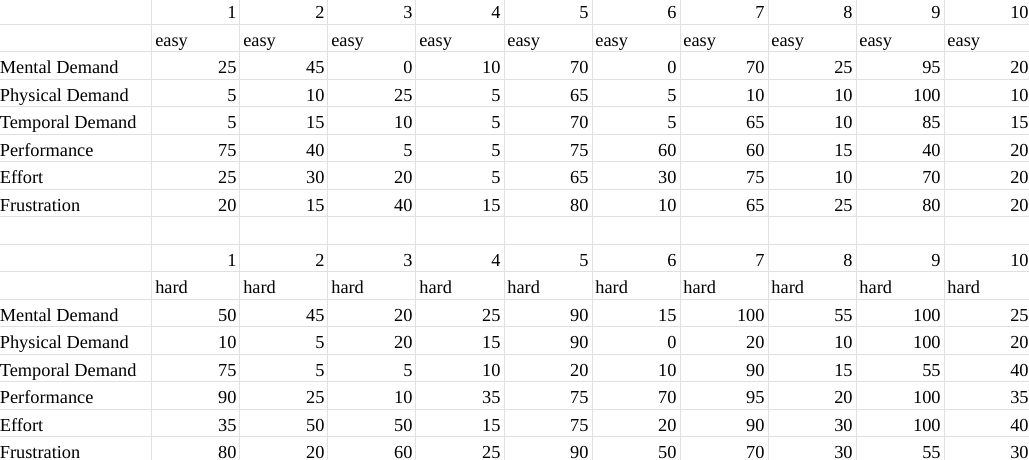 1 2 3 4 5 6 7 8 9 10
easy easy easy easy easy easy easy easy easy easy
Mental Demand 25 45 0 10 70 0 70 25 95 20
Physical Demand 5 10 25 5 65 5 10 10 100 10
Temporal Demand 5 15 10 5 70 5 65 10 85 15
Performance 75 40 5 5 75 60 60 15 40 20
Effort 25 30 20 5 65 30 75 10 70 20
Frustration 20 15 40 15 80 10 65 25 80 20
1 2 3 4 5 6 7 8 9 10
hard hard hard hard hard hard hard hard hard hard
Mental Demand 50 45 20 25 90 15 100 55 100 25
Physical Demand 10 5 20 15 90 0 20 10 100 20
Temporal Demand 75 5 5 10 20 10 90 15 55 40
Performance 90 25 10 35 75 70 95 20 100 35
Effort 35 50 50 15 75 20 90 30 100 40
Frustration 80 20 60 25 90 50 70 30 55 30